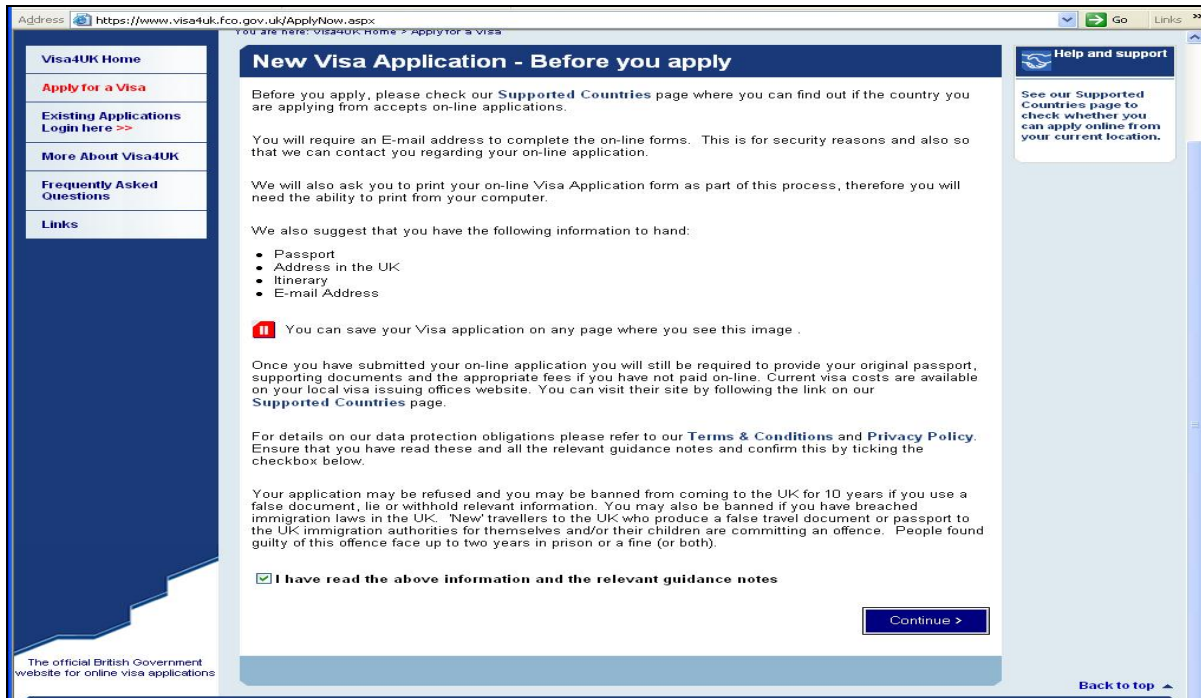 Address https://www.visa4uk.fco.gov.uk/ApplyNow.aspx Go Links »
You are here: Visa4UK Home > Apply for a Visa
Visa4UK Home
Apply for a Visa
Existing Applications
Login here >>
More About Visa4UK
Frequently Asked
Questions
Links
The official British Government
website for online visa applications
New Visa Application - Before you apply
Before you apply, please check our Supported Countries page where you can find out if the country you
are applying from accepts on-line applications.
You will require an E-mail address to complete the on-line forms. This is for security reasons and also so
that we can contact you regarding your on-line application.
We will also ask you to print your on-line Visa Application form as part of this process, therefore you will
need the ability to print from your computer.
We also suggest that you have the following information to hand:
• Passport
• Address in the UK
• Itinerary
• E-mail Address
You can save your Visa application on any page where you see this image .
Once you have submitted your on-line application you will still be required to provide your original passport,
supporting documents and the appropriate fees if you have not paid on-line. Current visa costs are available
on your local visa issuing offices website. You can visit their site by following the link on our
Supported Countries page.
For details on our data protection obligations please refer to our Terms & Conditions and Privacy Policy.
Ensure that you have read these and all the relevant guidance notes and confirm this by ticking the
checkbox below.
Your application may be refused and you may be banned from coming to the UK for 10 years if you use a
false document, lie or withhold relevant information. You may also be banned if you have breached
immigration laws in the UK. 'New' travellers to the UK who produce a false travel document or passport to
the UK immigration authorities for themselves and/or their children are committing an offence. People found
guilty of this offence face up to two years in prison or a fine (or both).
I have read the above information and the relevant guidance notes
Continue >
Help and support
See our Supported
Countries page to
check whether you
can apply online from
your current location.
Back to top